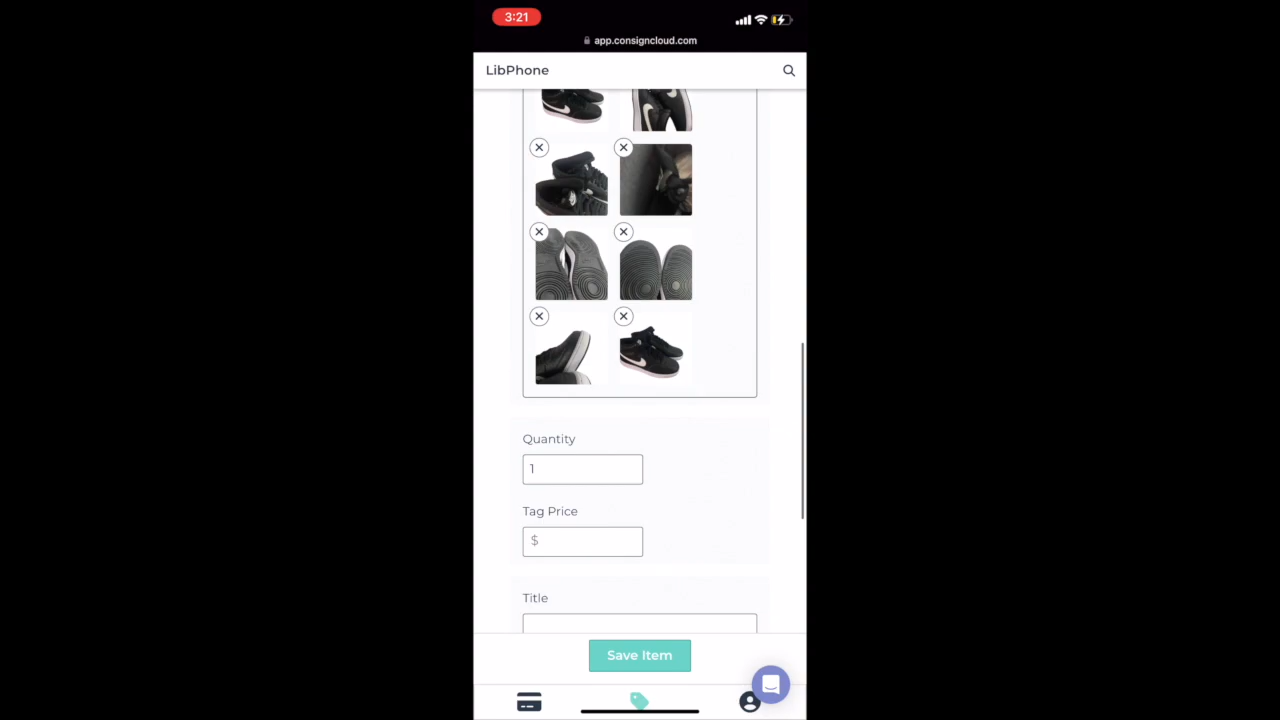 3:21
app.consigncloud.com
LibPhone
Quantity
1
Tag Price
$
Title
Save Item